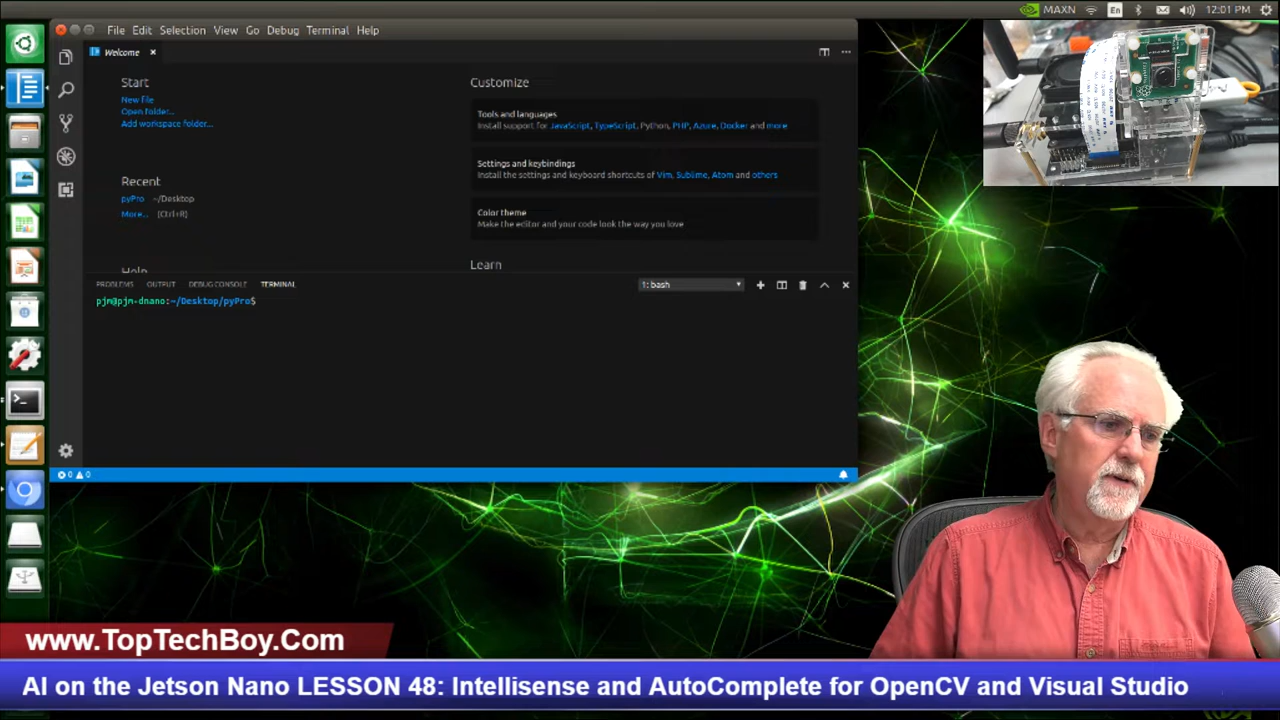 MAXN
En
12:01 PM
File Edit Selection View Go Debug Terminal Help
Welcome
Start
New file
Open folder...
Add workspace folder...
Recent
pyPro ~/Desktop
More... (Ctrl+R)
Help
Customize
Tools and languages
Install support for JavaScript, TypeScript, Python, PHP, Azure, Docker and more
Settings and keybindings
Install the settings and keyboard shortcuts of Vim, Sublime, Atom and others
Color theme
Make the editor and your code look the way you love
Learn
PROBLEMS OUTPUT DEBUG CONSOLE TERMINAL
1: bash
pjm@pjm-dnano:~/Desktop/pyPro$
0 0
www.TopTechBoy.Com
AI on the Jetson Nano LESSON 48: Intellisense and AutoComplete for OpenCV and Visual Studio